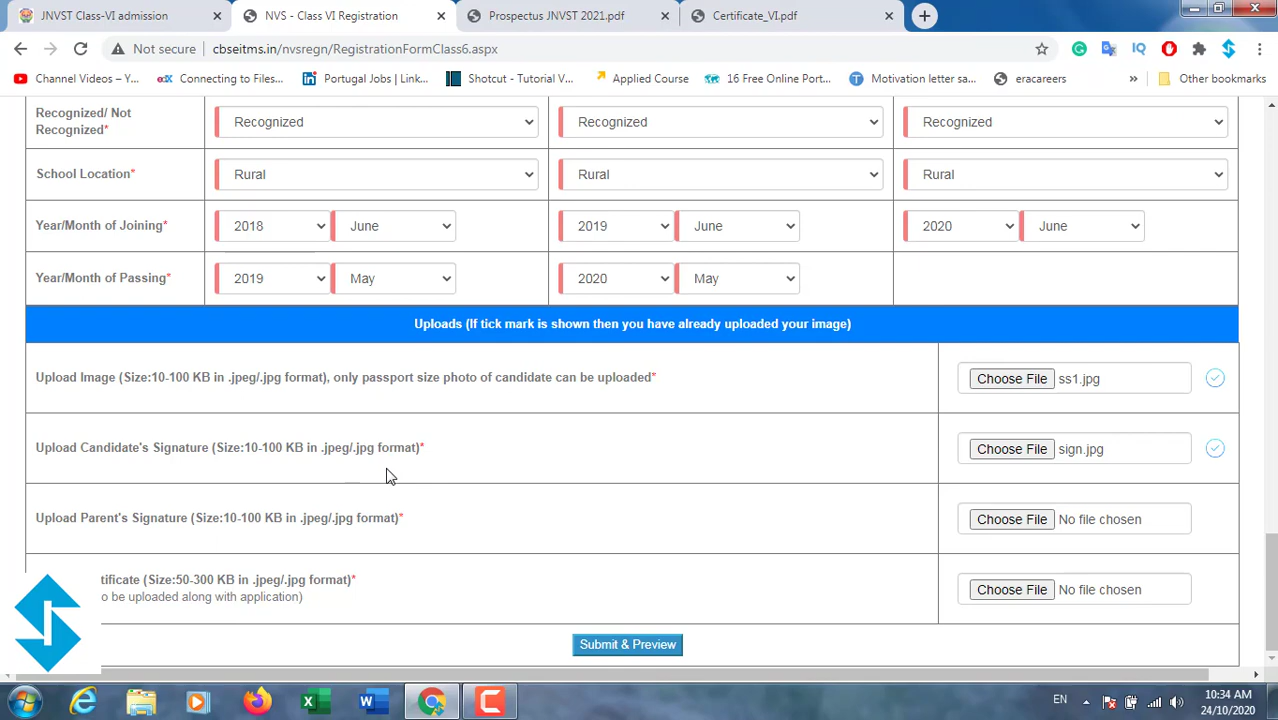 JNVST Class-VI admission
NVS - Class VI Registration
Prospectus JNVST 2021.pdf
Certificate_VI.pdf
Not secure
cbseitms.in/nvsregn/RegistrationFormClass6.aspx
Channel Videos – Y...
Connecting to Files...
Portugal Jobs | Link...
Shotcut - Tutorial V...
Applied Course
16 Free Online Port...
Motivation letter sa...
eracareers
»
Other bookmarks
Recognized/ Not
Recognized*
Recognized
Recognized
Recognized
School Location*
Rural
Rural
Rural
Year/Month of Joining*
2018 June
2019 June
2020 June
Year/Month of Passing*
2019 May
2020 May
Uploads (If tick mark is shown then you have already uploaded your image)
Upload Image (Size:10-100 KB in .jpeg/.jpg format), only passport size photo of candidate can be uploaded*
Choose File ss1.jpg
Upload Candidate's Signature (Size:10-100 KB in .jpeg/.jpg format)*
Choose File sign.jpg
Upload Parent's Signature (Size:10-100 KB in .jpeg/.jpg format)*
Choose File No file chosen
tificate (Size:50-300 KB in .jpeg/.jpg format)*
o be uploaded along with application)
Choose File No file chosen
Submit & Preview
EN
10:34 AM
24/10/2020